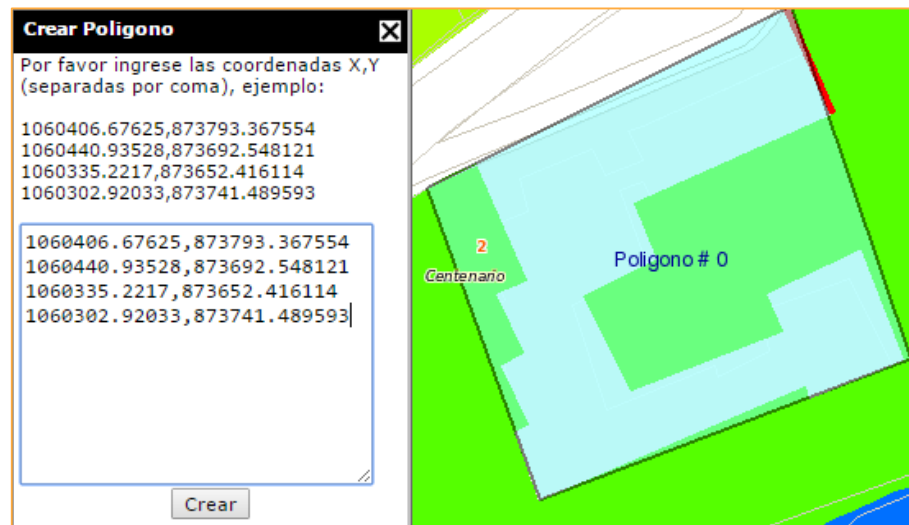 Crear Poligono
Por favor ingrese las coordenadas X,Y
(separadas por coma), ejemplo:
1060406.67625,873793.367554
1060440.93528,873692.548121
1060335.2217,873652.416114
1060302.92033,873741.489593
1060406.67625,873793.367554
1060440.93528,873692.548121
1060335.2217,873652.416114
1060302.92033,873741.489593
Crear
2
Centenario
Poligono # 0